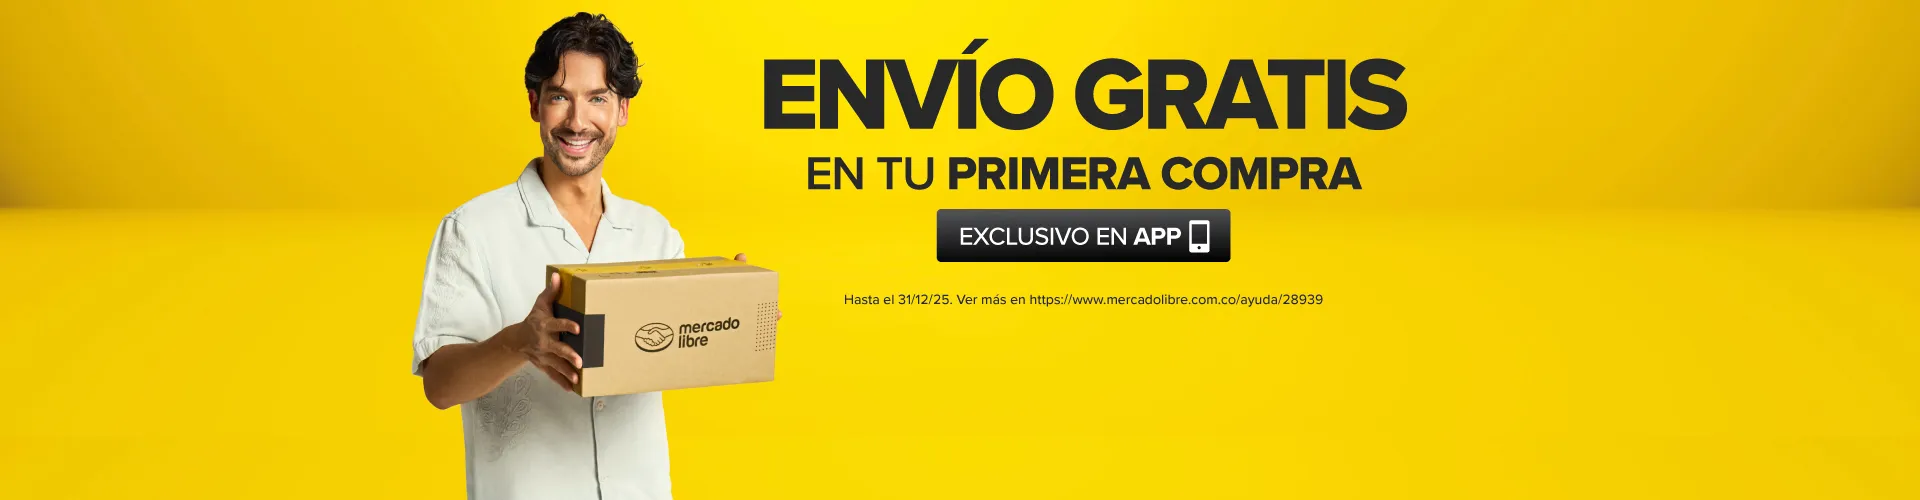 ENVÍO GRATIS
EN TU PRIMERA COMPRA
EXCLUSIVO EN APP
Hasta el 31/12/25. Ver más en https://www.mercadolibre.com.co/ayuda/28939
mercado
libre